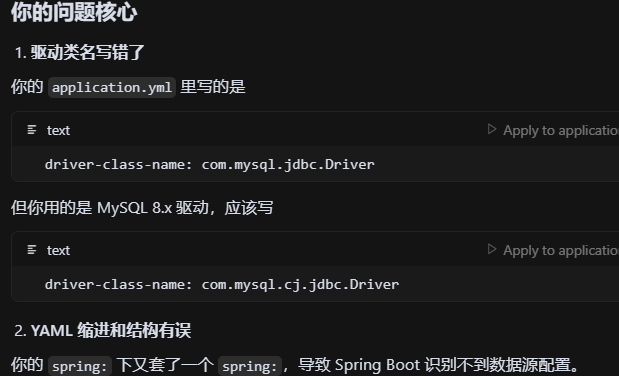 你的问题核心
1. 驱动类名写错了
你的 application.yml 里写的是
text Apply to applicatio
driver-class-name: com.mysql.jdbc.Driver
但你用的是 MySQL 8.x 驱动，应该写
text Apply to applicatio
driver-class-name: com.mysql.cj.jdbc.Driver
2. YAML 缩进和结构有误
你的 spring: 下又套了一个 spring:，导致 Spring Boot 识别不到数据源配置。